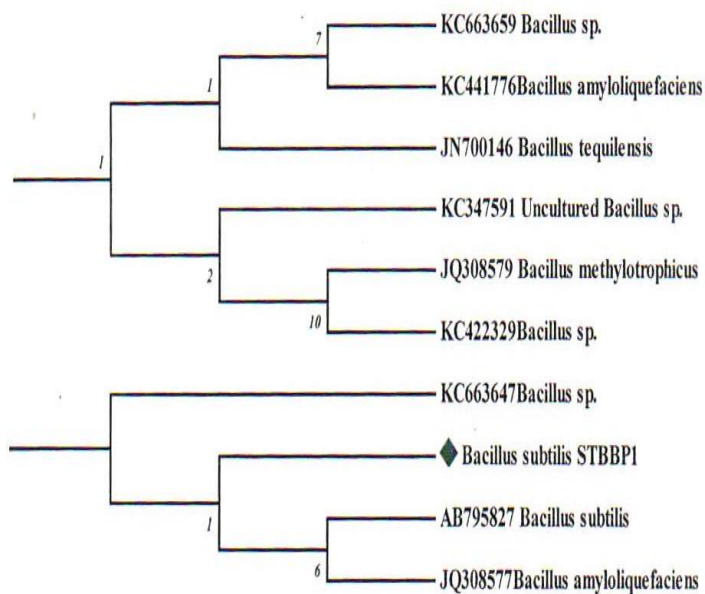 7
KC663659 Bacillus sp.
KC441776Bacillus amyloliquefaciens
1
JN700146 Bacillus tequilensis
1
KC347591 Uncultured Bacillus sp.
2
JQ308579 Bacillus methylotrophicus
10
KC422329Bacillus sp.
KC663647Bacillus sp.
Bacillus subtilis STBBP1
1
AB795827 Bacillus subtilis
6
JQ308577Bacillus amyloliquefaciens